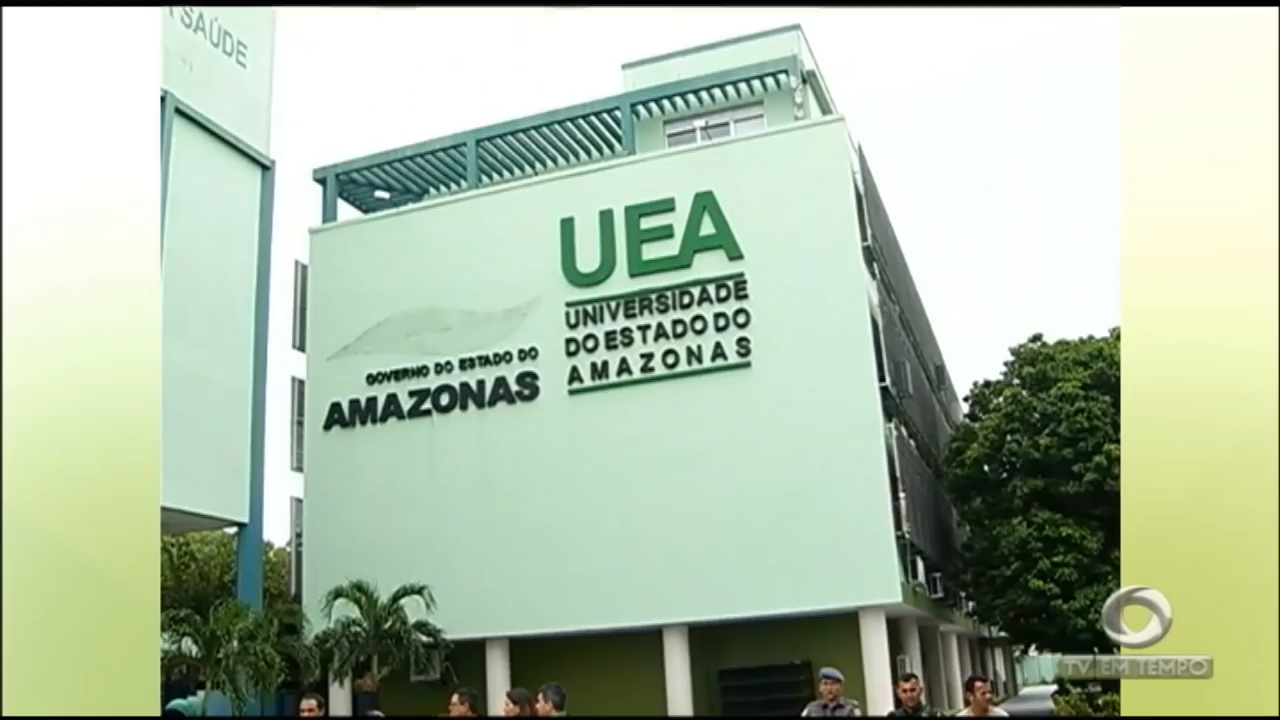 SAÚDE
UEA
UNIVERSIDADE
DO ESTADO DO
AMAZONAS
GOVERNO DO ESTADO DO
AMAZONAS
TV EM TEMPO